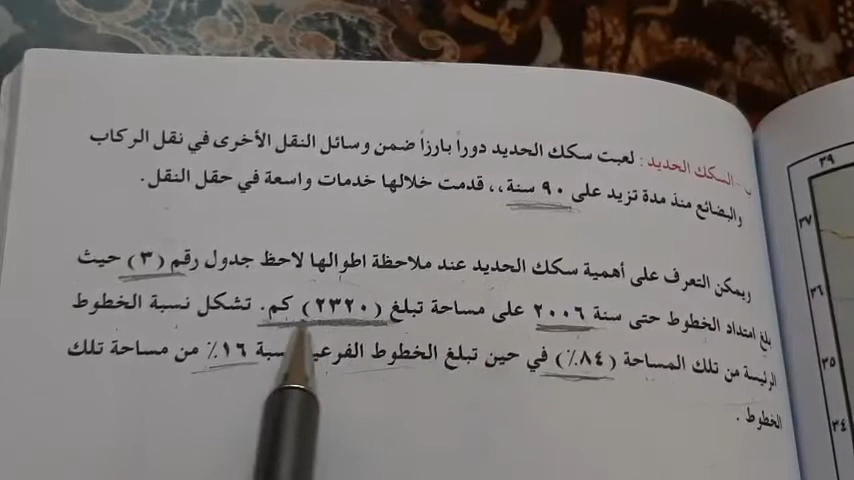 ب - السكك الحديد: لعبت سكك الحديد دوراً بارزاً ضمن وسائل النقل الأخرى في نقل الركاب
والبضائع منذ مدة تزيد على ٩٠ سنة،، قدمت خلالها خدمات واسعة في حقل النقل.
ويمكن التعرف على أهمية سكك الحديد عند ملاحظة اطوالها لاحظ جدول رقم (٣) حيث
بلغ امتداد الخطوط حتى سنة ٢٠٠٦ على مساحة تبلغ (٢٣٢٠) كم. تشكل نسبة الخطوط
الرئيسة من تلك المساحة (٨٤٪) في حين تبلغ الخطوط الفرعية نسبة ١٦٪ من مساحة تلك
الخطوط.
٣٩
٣٧
٣٦
٣٥
٣٤